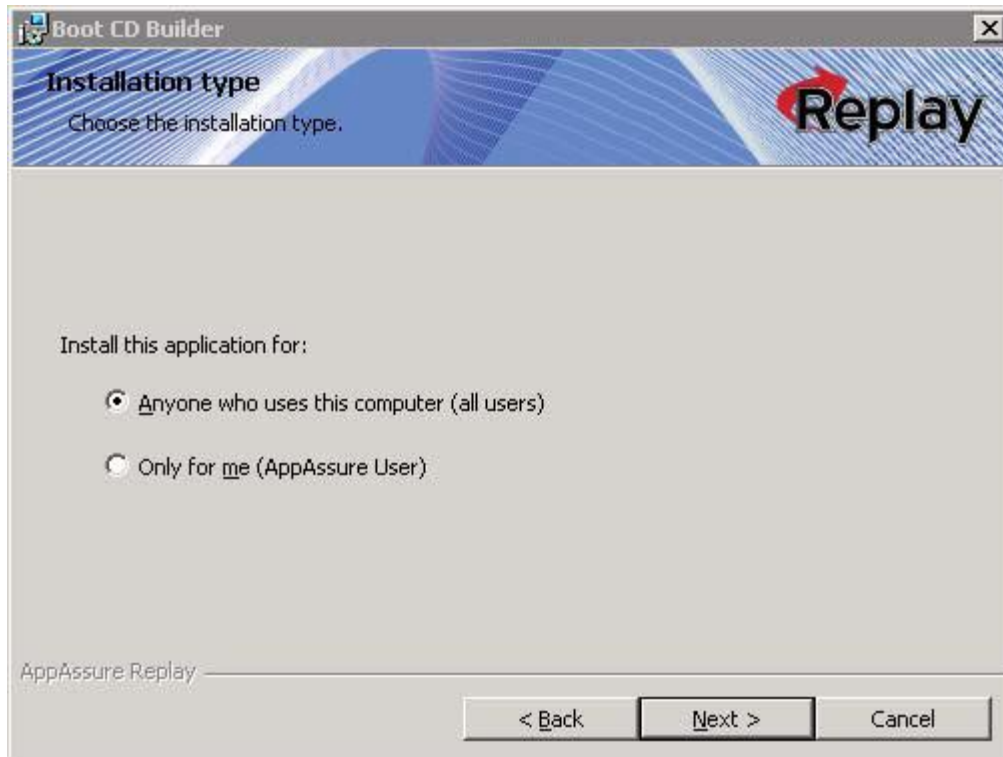 Boot CD Builder
Installation type
Choose the installation type.
Replay
Install this application for:
Anyone who uses this computer (all users)
Only for me (AppAssure User)
AppAssure Replay
< Back
Next >
Cancel